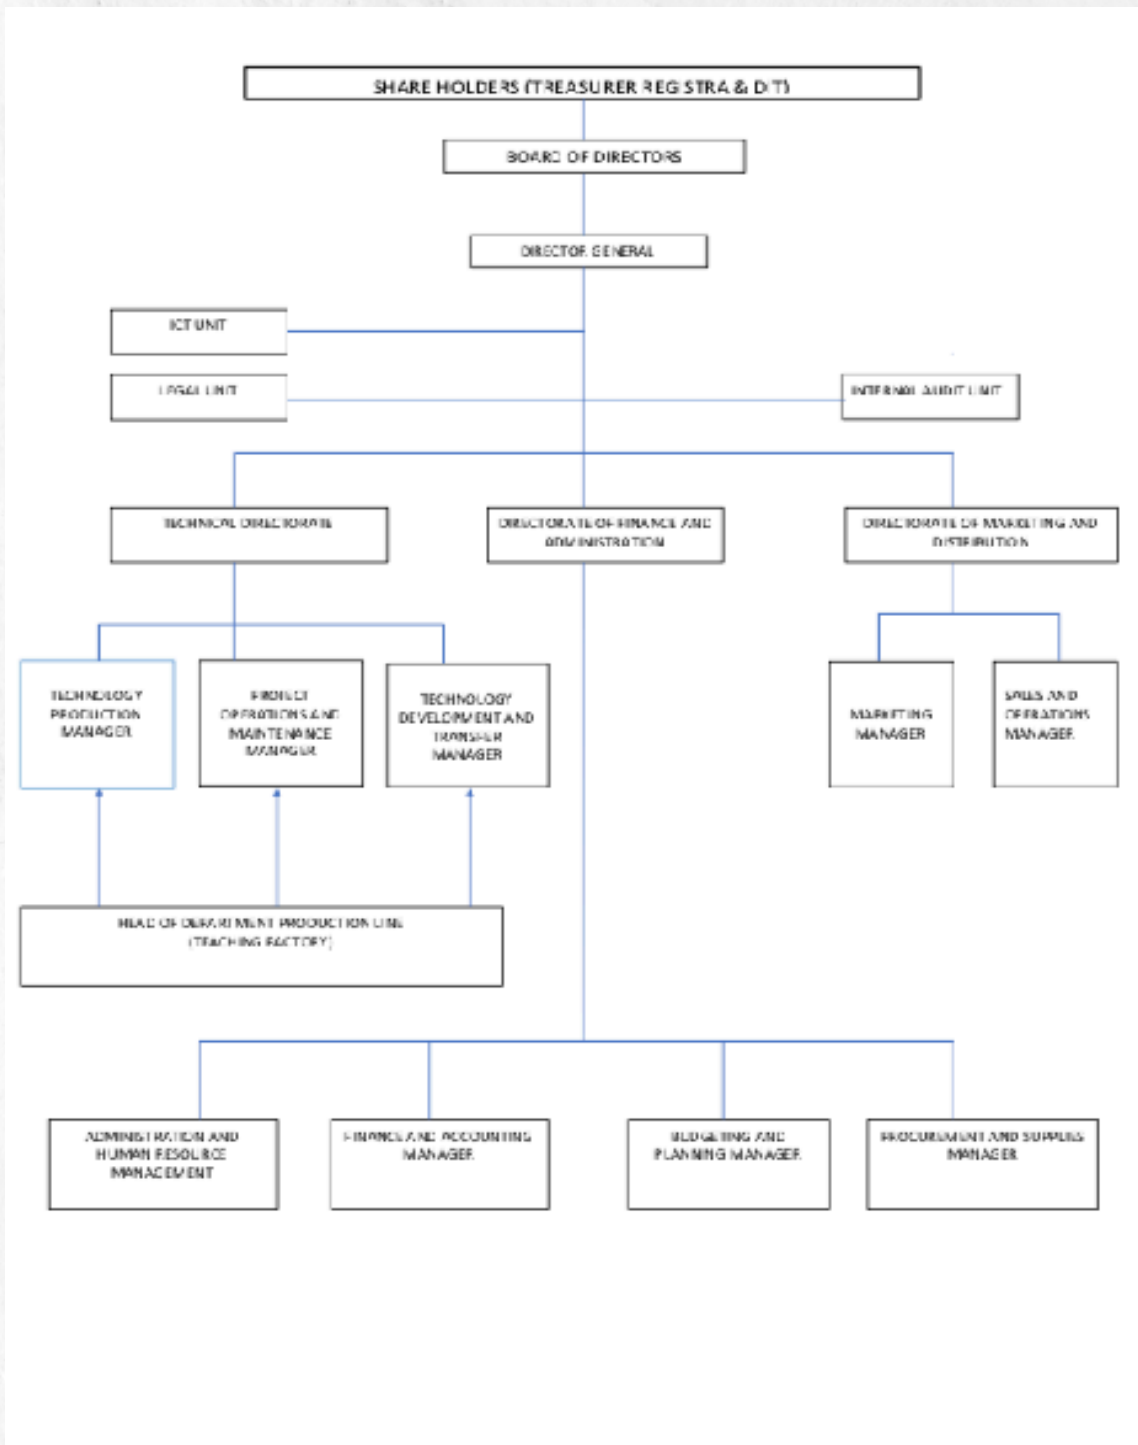 SHARE HOLDERS (TREASURER REGISTRA & DIT)
BOARD OF DIRECTORS
DIRECTOR GENERAL
ICT UNIT
LEGAL UNIT
INTERNAL AUDIT UNIT
TECHNICAL DIRECTORATE
DIRECTORATE OF FINANCE AND
ADMINISTRATION
DIRECTORATE OF MARKETING AND
DISTRIBUTION
TECHNOLOGY
PRODUCTION
MANAGER
PROJECT
OPERATIONS AND
MAINTENANCE
MANAGER
TECHNOLOGY
DEVELOPMENT AND
TRANSFER
MANAGER
MARKETING
MANAGER
SALES AND
OPERATIONS
MANAGER
HEAD OF DEPARTMENT PRODUCTION LINE
(TEACHING FACTORY)
ADMINISTRATION AND
HUMAN RESOURCE
MANAGEMENT
FINANCE AND ACCOUNTING
MANAGER
BUDGETING AND
PLANNING MANAGER
PROCUREMENT AND SUPPLIES
MANAGER